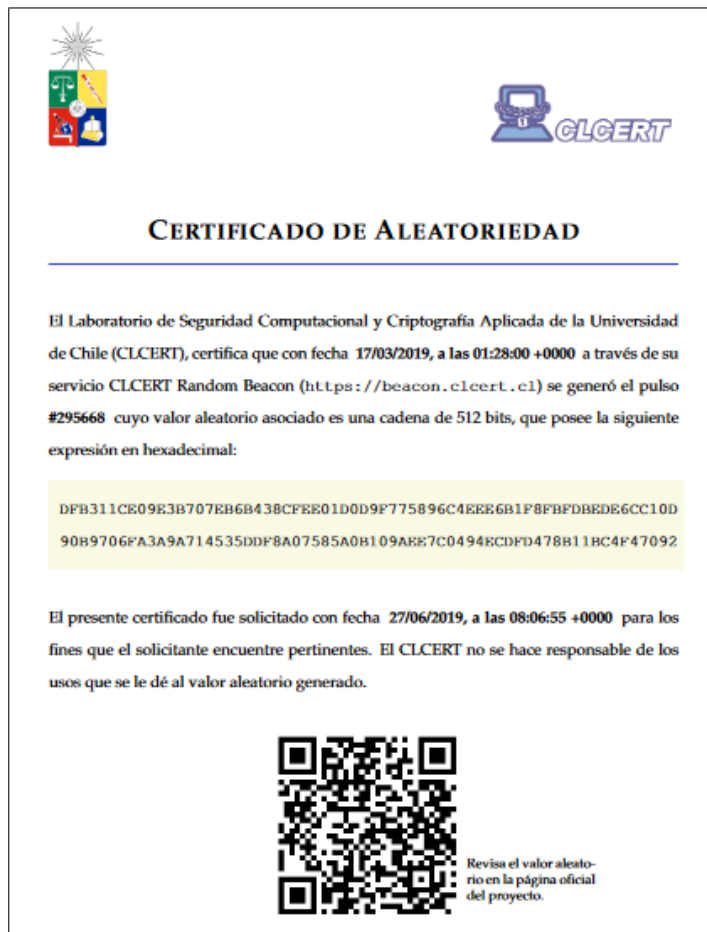 CLCERT
CERTIFICADO DE ALEATORIEDAD
El Laboratorio de Seguridad Computacional y Criptografía Aplicada de la Universidad
de Chile (CLCERT), certifica que con fecha 17/03/2019, a las 01:28:00 +0000 a través de su
servicio CLCERT Random Beacon (https://beacon.clcert.cl) se generó el pulso
#295668 cuyo valor aleatorio asociado es una cadena de 512 bits, que posee la siguiente
expresión en hexadecimal:
DFB311CE09E3B707EB6B438CFEE01D0D9F775896C4EEE6B1F8FBFDBEDE6CC10D
90B9706FA3A9A714535DDF8A07585A0B109AEE7C0494ECDFD478B11BC4F47092
El presente certificado fue solicitado con fecha 27/06/2019, a las 08:06:55 +0000 para los
fines que el solicitante encuentre pertinentes. El CLCERT no se hace responsable de los
usos que se le dé al valor aleatorio generado.
Revisa el valor aleato-
rio en la página oficial
del proyecto.